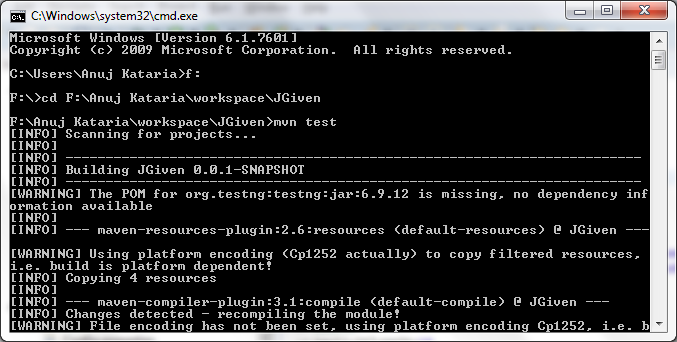 C:\Windows\system32\cmd.exe
Microsoft Windows [Version 6.1.7601]
Copyright (c) 2009 Microsoft Corporation.  All rights reserved.
C:\Users\Anuj Kataria>f:
F:\>cd F:\Anuj Kataria\workspace\JGiven
F:\Anuj Kataria\workspace\JGiven>mvn test
[INFO] Scanning for projects...
[INFO]
[INFO] ------------------------------------------------------------------------
[INFO] Building JGiven 0.0.1-SNAPSHOT
[INFO] ------------------------------------------------------------------------
[WARNING] The POM for org.testng:testng:jar:6.9.12 is missing, no dependency inf
ormation available
[INFO]
[INFO] --- maven-resources-plugin:2.6:resources (default-resources) @ JGiven ---
[WARNING] Using platform encoding (Cp1252 actually) to copy filtered resources,
i.e. build is platform dependent!
[INFO] Copying 4 resources
[INFO]
[INFO] --- maven-compiler-plugin:3.1:compile (default-compile) @ JGiven ---
[INFO] Changes detected - recompiling the module!
[WARNING] File encoding has not been set, using platform encoding Cp1252, i.e. b